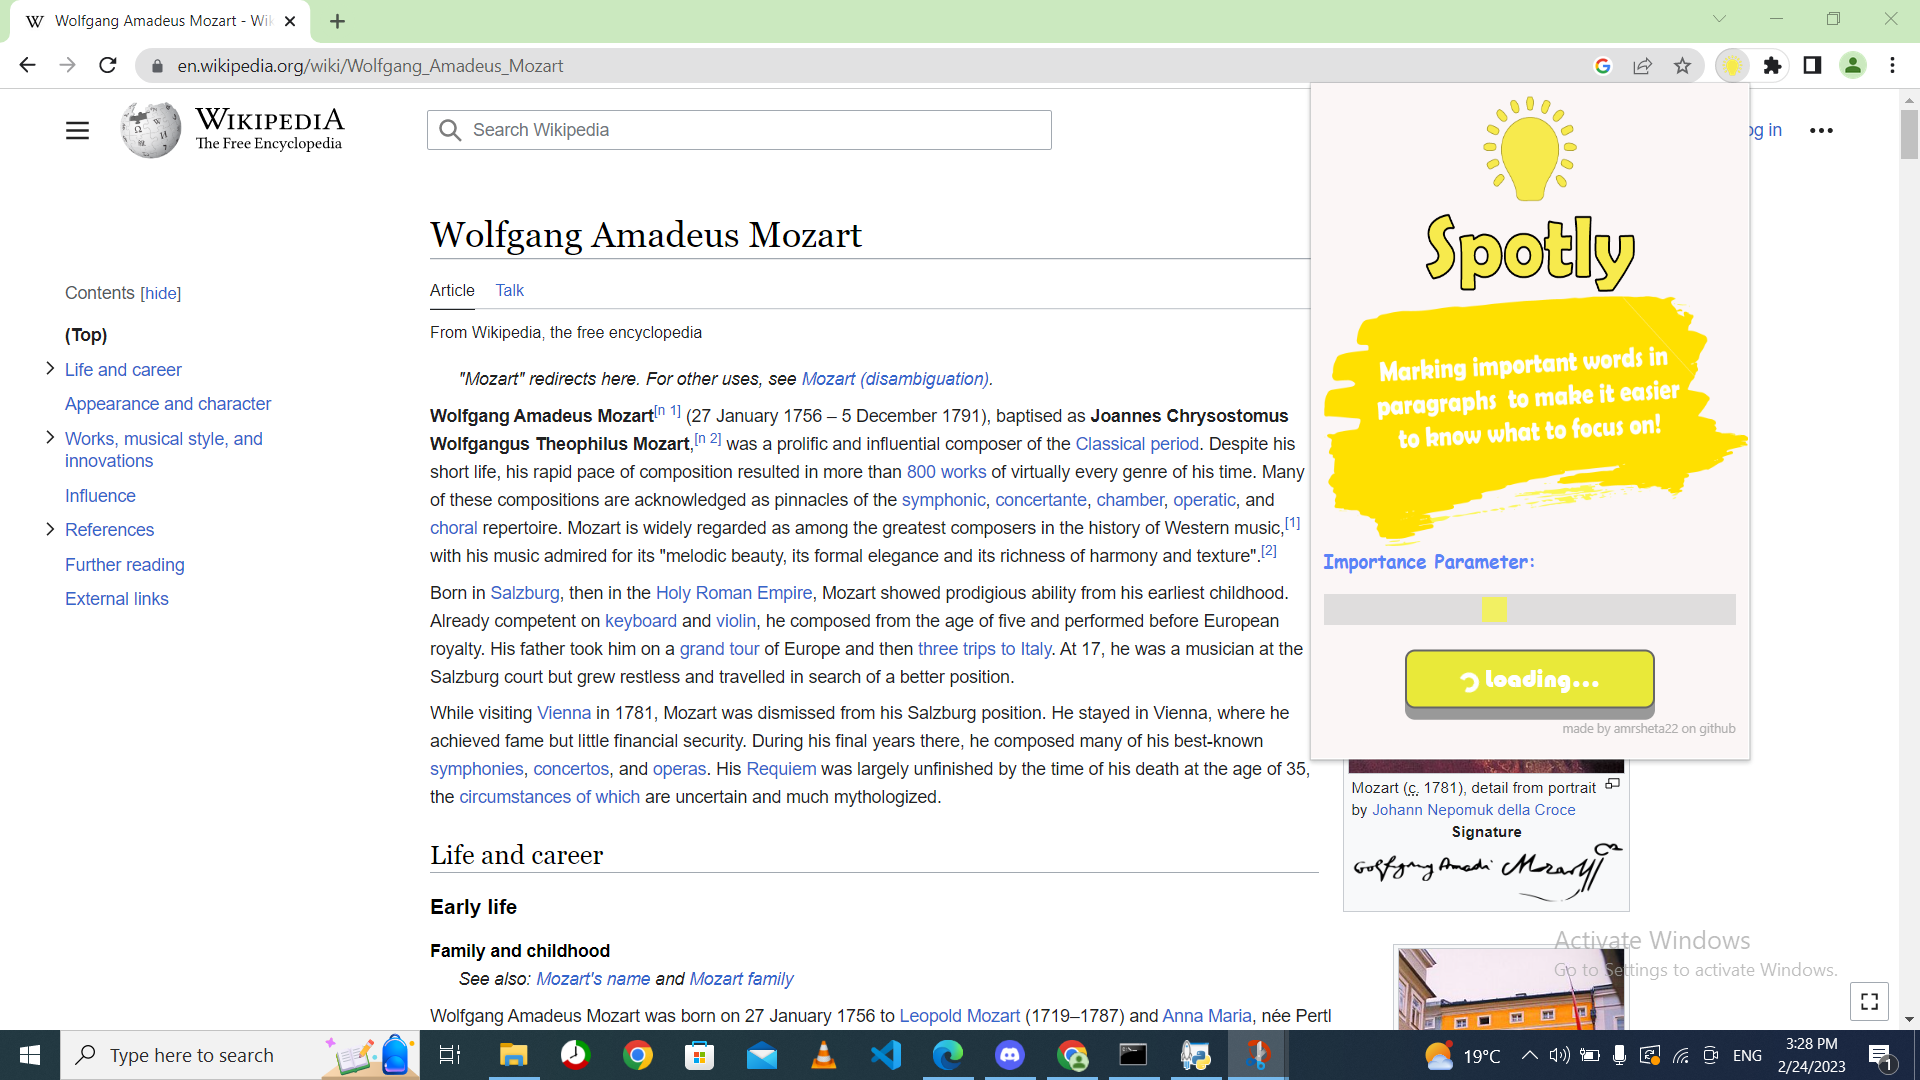 Wolfgang Amadeus Mozart - Wik
en.wikipedia.org/wiki/Wolfgang_Amadeus_Mozart
WIKIPEDIA
The Free Encyclopedia
Search Wikipedia
og in
Wolfgang Amadeus Mozart
Contents [hide]
(Top)
Life and career
Appearance and character
Works, musical style, and
innovations
Influence
References
Further reading
External links
Article Talk
From Wikipedia, the free encyclopedia
"Mozart" redirects here. For other uses, see Mozart (disambiguation).
Wolfgang Amadeus Mozart[n 1] (27 January 1756 – 5 December 1791), baptised as Joannes Chrysostomus
Wolfgangus Theophilus Mozart,[n 2] was a prolific and influential composer of the Classical period. Despite his
short life, his rapid pace of composition resulted in more than 800 works of virtually every genre of his time. Many
of these compositions are acknowledged as pinnacles of the symphonic, concertante, chamber, operatic, and
choral repertoire. Mozart is widely regarded as among the greatest composers in the history of Western music,[1]
with his music admired for its "melodic beauty, its formal elegance and its richness of harmony and texture".[2]
Born in Salzburg, then in the Holy Roman Empire, Mozart showed prodigious ability from his earliest childhood.
Already competent on keyboard and violin, he composed from the age of five and performed before European
royalty. His father took him on a grand tour of Europe and then three trips to Italy. At 17, he was a musician at the
Salzburg court but grew restless and travelled in search of a better position.
While visiting Vienna in 1781, Mozart was dismissed from his Salzburg position. He stayed in Vienna, where he
achieved fame but little financial security. During his final years there, he composed many of his best-known
symphonies, concertos, and operas. His Requiem was largely unfinished by the time of his death at the age of 35,
the circumstances of which are uncertain and much mythologized.
Life and career
Early life
Family and childhood
See also: Mozart's name and Mozart family
Wolfgang Amadeus Mozart was born on 27 January 1756 to Leopold Mozart (1719–1787) and Anna Maria, née Pertl
Spotly
Marking important words in
paragraphs to make it easier
to know what to focus on!
Importance Parameter:
Loading...
made by amrsheta22 on github
Mozart (c. 1781), detail from portrait
by Johann Nepomuk della Croce
Signature
Activate Windows
Go to Settings to activate Windows.
Type here to search
19°C
ENG
3:28 PM
2/24/2023
1